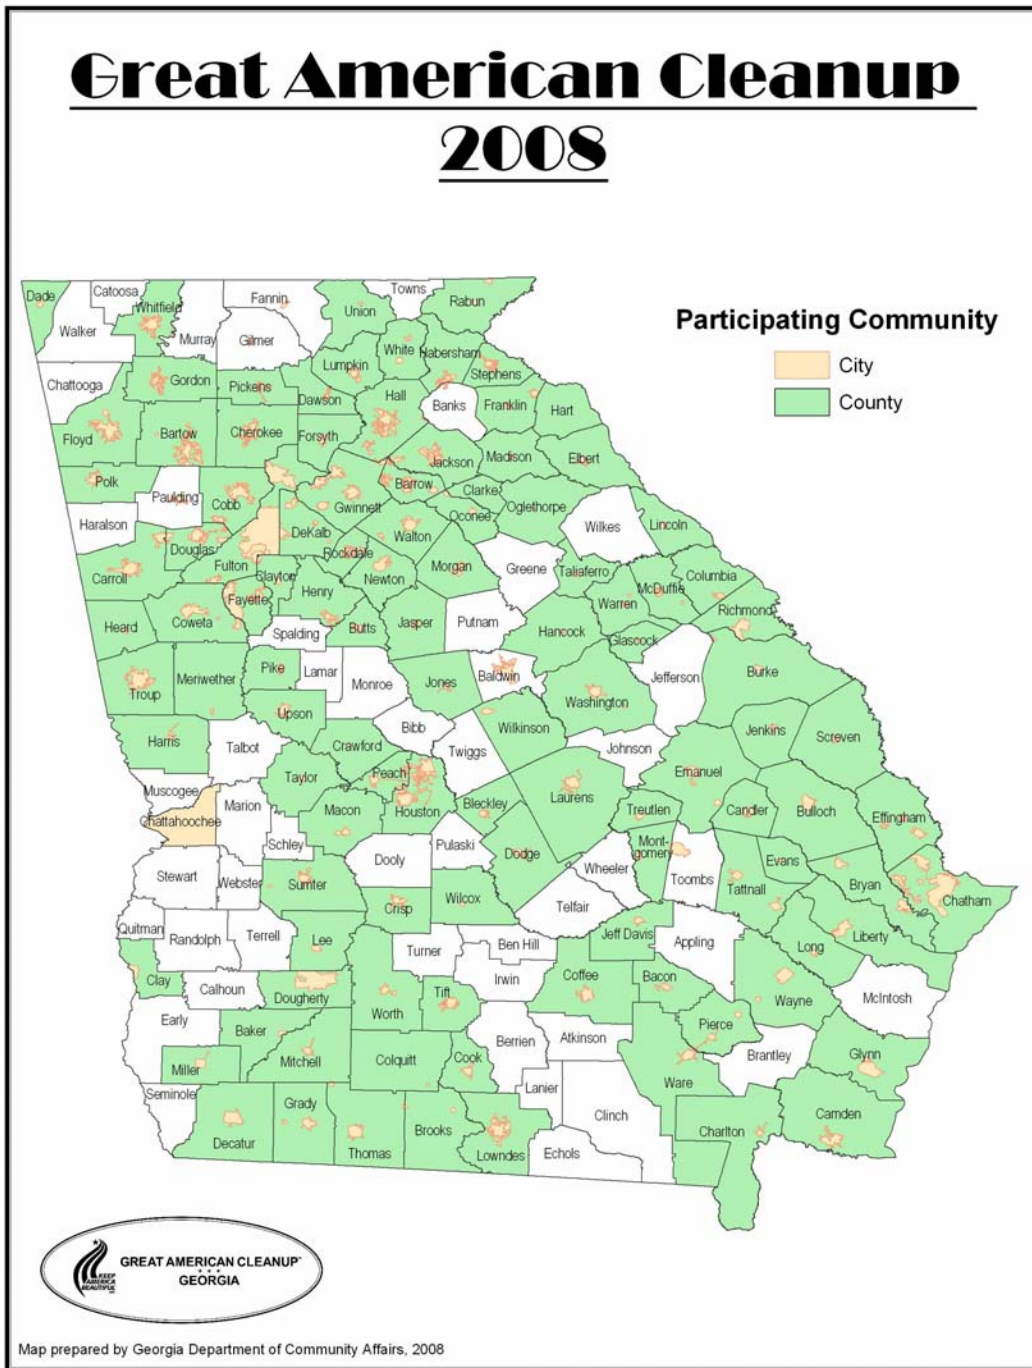 Great American Cleanup
2008
Participating Community
City
County
Dade
Catoosa
Whitfield
Walker
Murray
Fannin
Gilmer
Union
Towns
Rabun
White
Habersham
Lumpkin
Stephens
Chattooga
Gordon
Pickens
Dawson
Hall
Banks
Franklin
Hart
Floyd
Bartow
Cherokee
Forsyth
Jackson
Madison
Elbert
Polk
Paulding
Cobb
Gwinnett
Barrow
Clarke
Oconee
Oglethorpe
Haralson
Douglas
Fulton
DeKalb
Rockdale
Walton
Wilkes
Lincoln
Carroll
Clayton
Fayette
Henry
Newton
Morgan
Greene
Taliaferro
McDuffie
Columbia
Warren
Richmond
Heard
Coweta
Spalding
Butts
Jasper
Putnam
Hancock
Glascock
Troup
Meriwether
Pike
Lamar
Monroe
Jones
Baldwin
Washington
Jefferson
Burke
Harris
Talbot
Upson
Crawford
Bibb
Twiggs
Wilkinson
Johnson
Jenkins
Screven
Muscogee
Chattahoochee
Marion
Taylor
Peach
Houston
Macon
Bleckley
Laurens
Emanuel
Treutlen
Candler
Bulloch
Effingham
Schley
Dooly
Pulaski
Dodge
Wheeler
Mont-
gomery
Toombs
Evans
Tattnall
Bryan
Chatham
Stewart
Webster
Sumter
Crisp
Wilcox
Telfair
Quitman
Randolph
Terrell
Lee
Turner
Ben Hill
Irwin
Jeff Davis
Coffee
Appling
Bacon
Long
Liberty
Clay
Calhoun
Dougherty
Worth
Tift
Wayne
McIntosh
Early
Baker
Miller
Mitchell
Colquitt
Cook
Berrien
Atkinson
Pierce
Ware
Brantley
Glynn
Seminole
Decatur
Grady
Thomas
Brooks
Lowndes
Lanier
Clinch
Echols
Charlton
Camden
KEEP
AMERICA
BEAUTIFUL
GREAT AMERICAN CLEANUP
GEORGIA
Map prepared by Georgia Department of Community Affairs, 2008